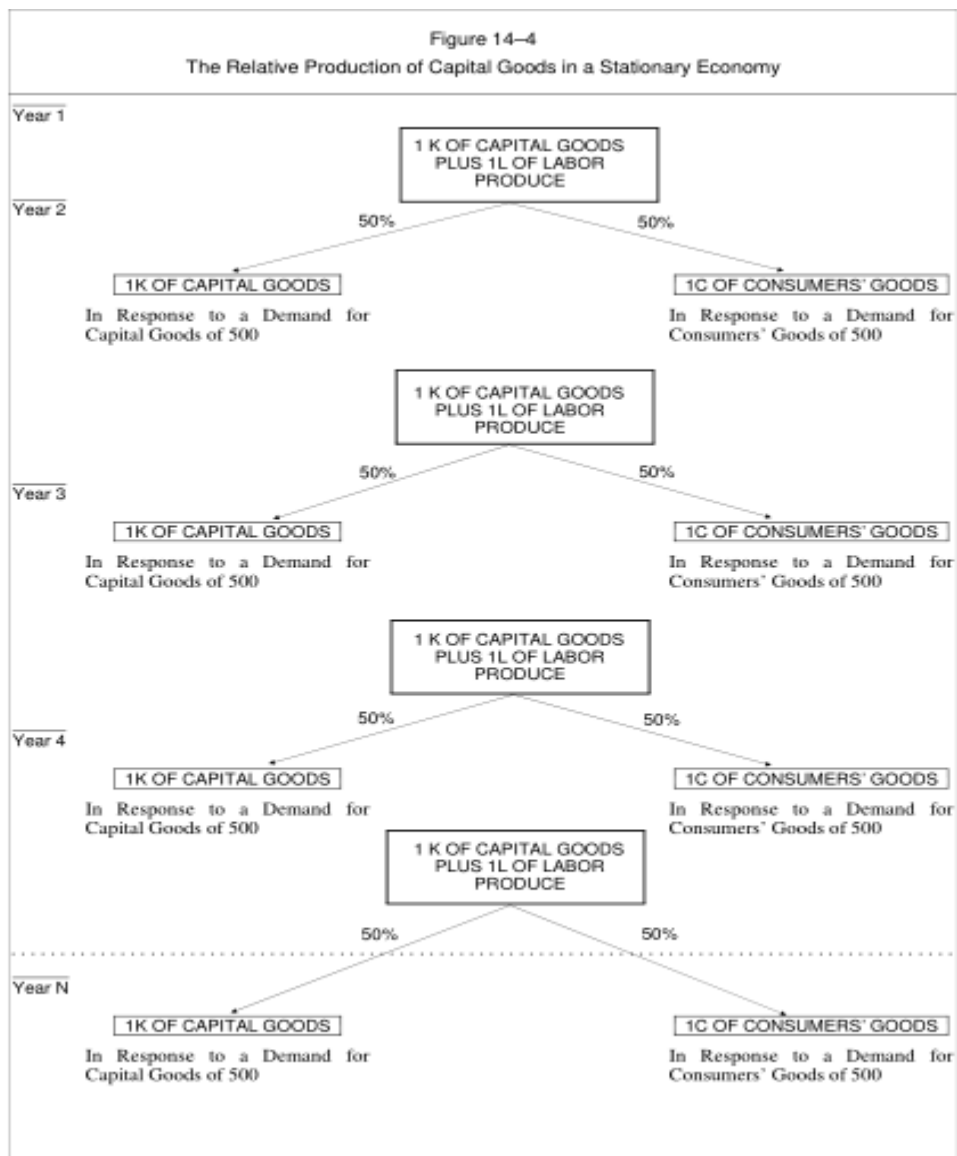 Figure 14–4
The Relative Production of Capital Goods in a Stationary Economy
Year 1
1 K OF CAPITAL GOODS
PLUS 1L OF LABOR
PRODUCE
Year 2
50%
50%
1K OF CAPITAL GOODS
1C OF CONSUMERS’ GOODS
In Response to a Demand for
Capital Goods of 500
In Response to a Demand for
Consumers’ Goods of 500
1 K OF CAPITAL GOODS
PLUS 1L OF LABOR
PRODUCE
50%
50%
Year 3
1K OF CAPITAL GOODS
1C OF CONSUMERS’ GOODS
In Response to a Demand for
Capital Goods of 500
In Response to a Demand for
Consumers’ Goods of 500
1 K OF CAPITAL GOODS
PLUS 1L OF LABOR
PRODUCE
50%
50%
Year 4
1K OF CAPITAL GOODS
1C OF CONSUMERS’ GOODS
In Response to a Demand for
Capital Goods of 500
In Response to a Demand for
Consumers’ Goods of 500
1 K OF CAPITAL GOODS
PLUS 1L OF LABOR
PRODUCE
50%
50%
Year N
1K OF CAPITAL GOODS
1C OF CONSUMERS’ GOODS
In Response to a Demand for
Capital Goods of 500
In Response to a Demand for
Consumers’ Goods of 500